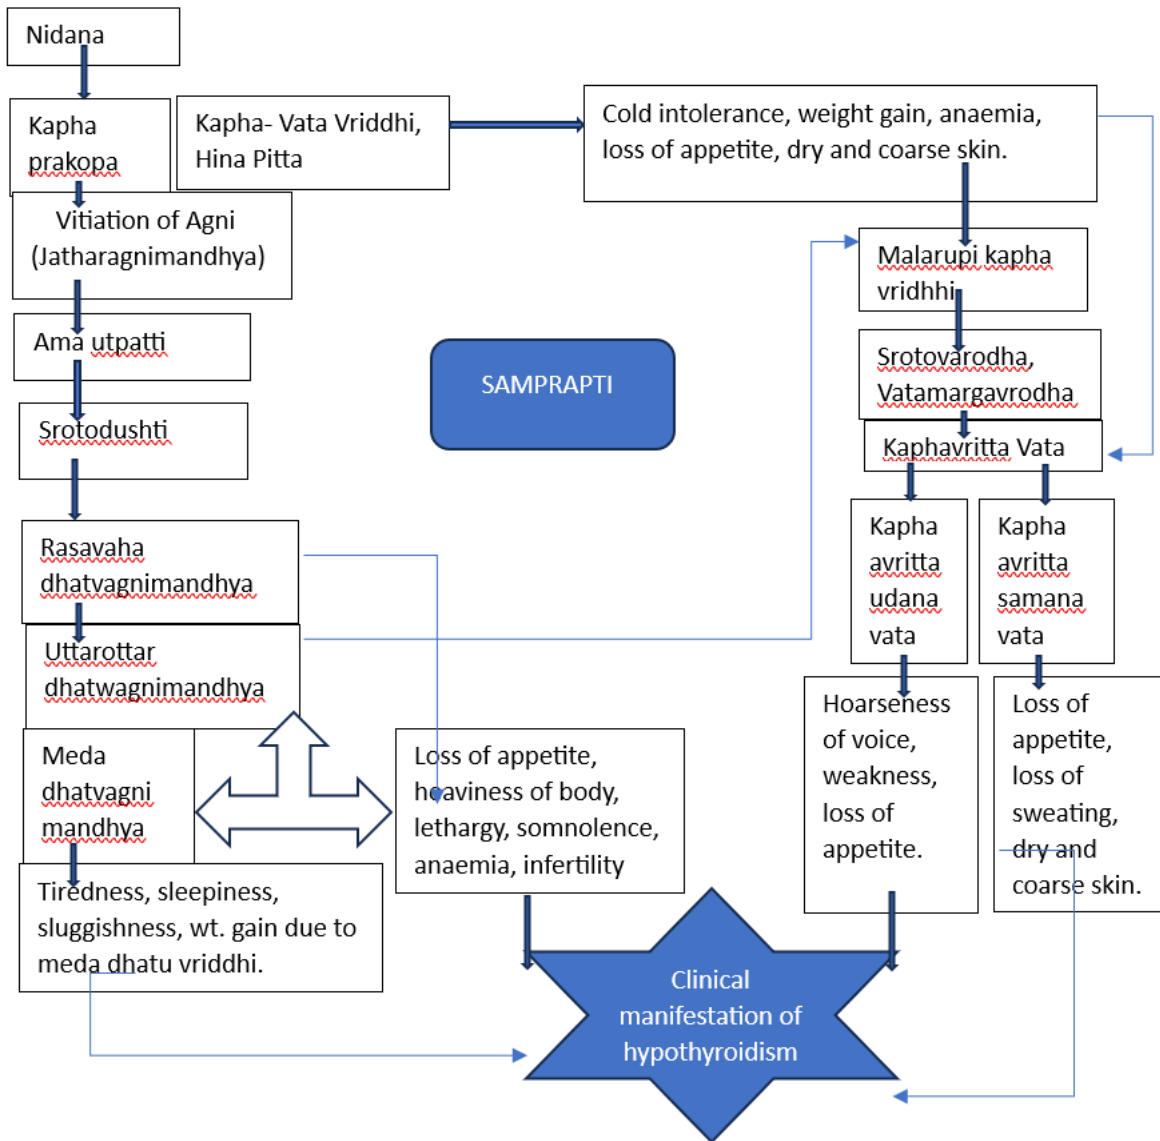 Nidana
Kapha
prakopa
Kapha- Vata Vriddhi,
Hina Pitta
Cold intolerance, weight gain, anaemia,
loss of appetite, dry and coarse skin.
Vitiation of Agni
(Jatharagnimandhya)
Ama utpatti
Srotodushti
Rasavaha
dhatvagnimandhya
Uttarottar
dhatwagnimandhya
Meda
dhatvagni
mandhya
Tiredness, sleepiness,
sluggishness, wt. gain due to
meda dhatu vriddhi.
Loss of appetite,
heaviness of body,
lethargy, somnolence,
anaemia, infertility
SAMPRAPTI
Malarupi kapha
vridhhi
Srotovarodha,
Vatamargavrodha
Kaphavritta Vata
Kapha
avritta
udana
vata
Kapha
avritta
samana
vata
Hoarseness
of voice,
weakness,
loss of
appetite.
Loss of
appetite,
loss of
sweating,
dry and
coarse skin.
Clinical
manifestation of
hypothyroidism